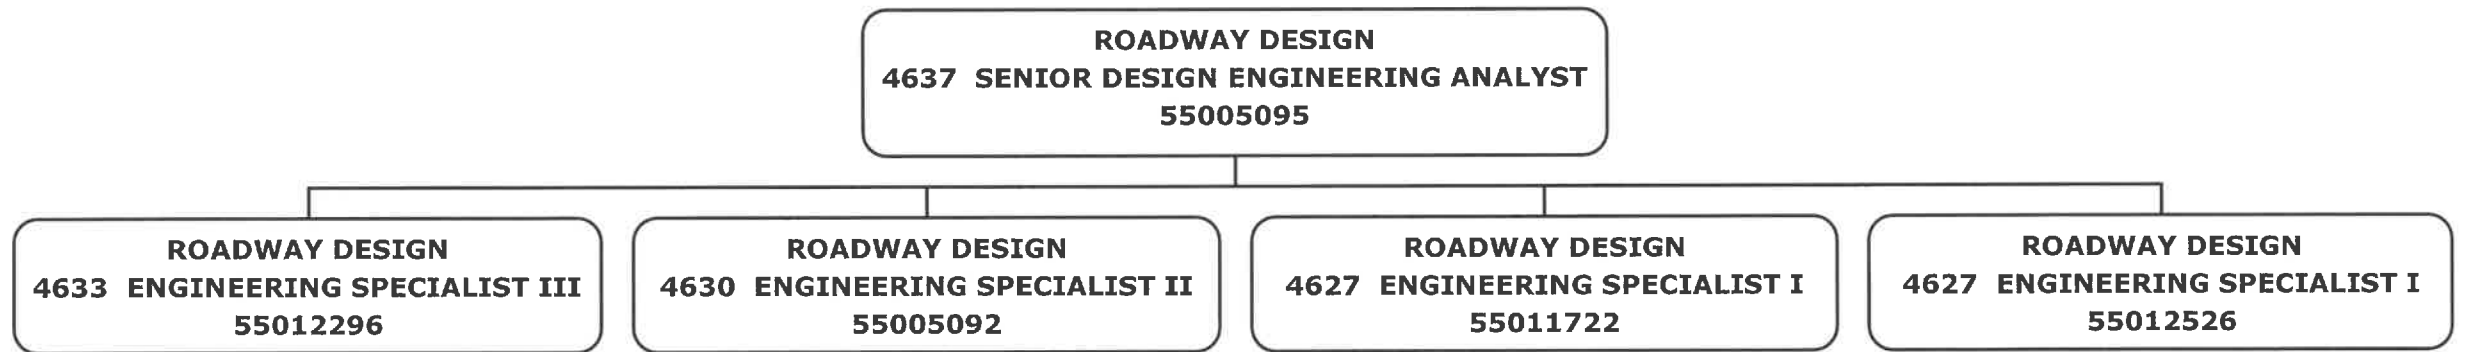 ROADWAY DESIGN
4637 SENIOR DESIGN ENGINEERING ANALYST
55005095
ROADWAY DESIGN
4633 ENGINEERING SPECIALIST III
55012296
ROADWAY DESIGN
4630 ENGINEERING SPECIALIST II
55005092
ROADWAY DESIGN
4627 ENGINEERING SPECIALIST I
55011722
ROADWAY DESIGN
4627 ENGINEERING SPECIALIST I
55012526